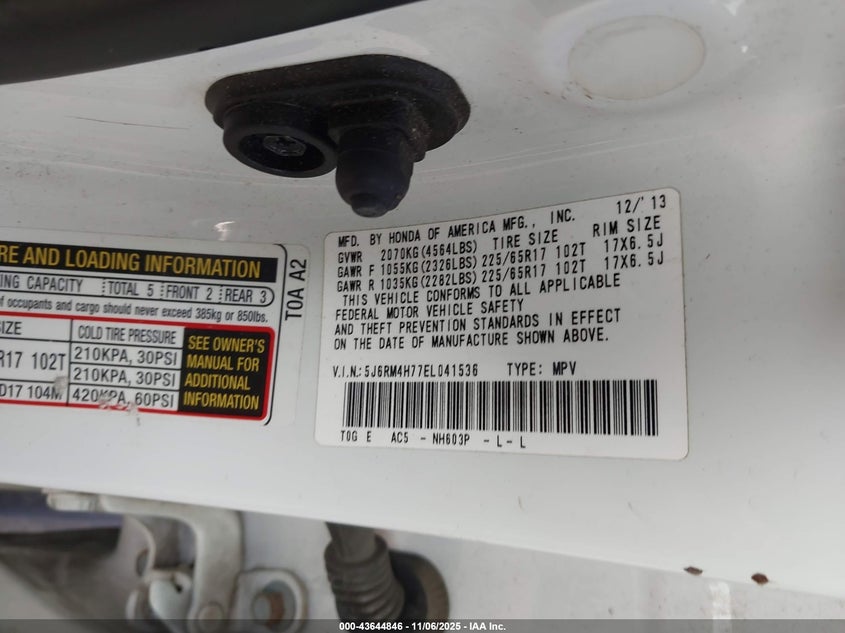 RE AND LOADING INFORMATION
NG CAPACITY TOTAL 5 FRONT 2 REAR 3
of occupants and cargo should never exceed 385kg or 850lbs.
SIZE COLD TIRE PRESSURE
R17 102T 210KPA, 30PSI
210KPA, 30PSI
D17 104M 420KPA, 60PSI
SEE OWNER'S
MANUAL FOR
ADDITIONAL
INFORMATION
T0A A2
MFD. BY HONDA OF AMERICA MFG., INC. 12/'13
GVWR 2070KG(4564LBS) TIRE SIZE RIM SIZE
GAWR F 1055KG(2326LBS) 225/65R17 102T 17X6.5J
GAWR R 1035KG(2282LBS) 225/65R17 102T 17X6.5J
THIS VEHICLE CONFORMS TO ALL APPLICABLE
FEDERAL MOTOR VEHICLE SAFETY
AND THEFT PREVENTION STANDARDS IN EFFECT
ON THE DATE OF MANUFACTURE SHOWN ABOVE.
V.I.N.: 5J6RM4H77EL041536 TYPE: MPV
T0G E AC5 - NH603P - L - L
000-43644846 - 11/06/2025 - IAA Inc.